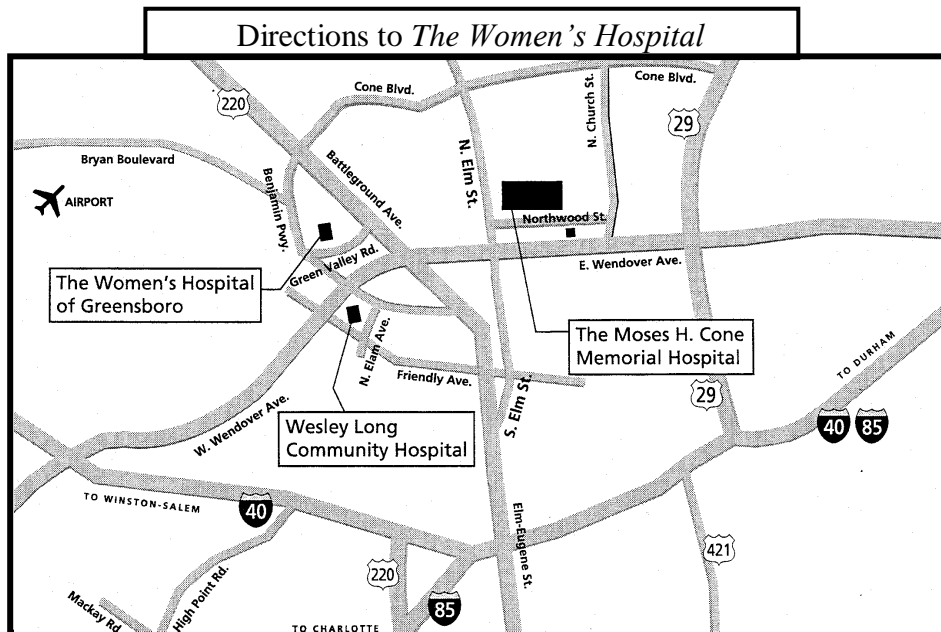 Directions to The Women's Hospital
Cone Blvd.
Cone Blvd.
220
29
N. Church St.
N. Elm St.
Bryan Boulevard
Battleground Ave.
Benjamin Pwy.
AIRPORT
Northwood St.
Green Valley Rd.
E. Wendover Ave.
The Women's Hospital
of Greensboro
The Moses H. Cone
Memorial Hospital
N. Elam Ave.
TO DURHAM
Friendly Ave.
29
S. Elm St.
W. Wendover Ave.
Wesley Long
Community Hospital
40
85
TO WINSTON-SALEM
40
Elm-Eugene St.
421
220
High Point Rd.
85
Mackay Rd
TO CHARLOTTE